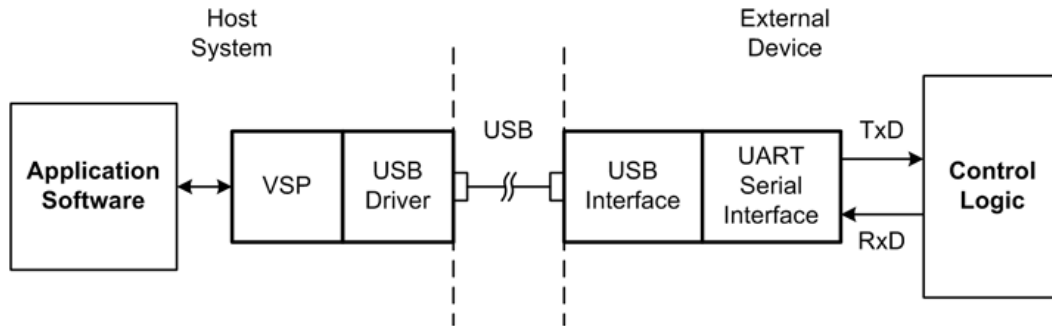 Host
System
External
Device
Application
Software
VSP
USB
Driver
USB
USB
Interface
UART
Serial
Interface
TxD
RxD
Control
Logic